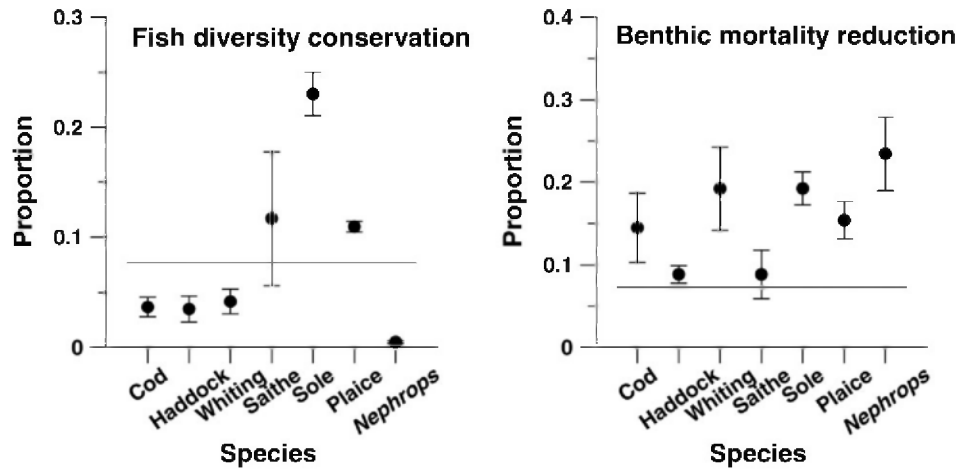 Fish diversity conservation
Proportion
0.3
0.2
0.1
0
Cod
Haddock
Whiting
Saithe
Sole
Plaice
Nephrops
Species
Benthic mortality reduction
Proportion
0.4
0.3
0.2
0.1
0
Cod
Haddock
Whiting
Saithe
Sole
Plaice
Nephrops
Species